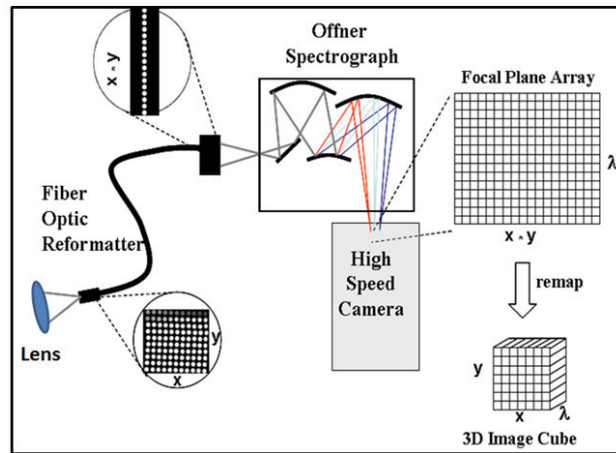 x * y
Offner
Spectrograph
Focal Plane Array
λ
x * y
Fiber
Optic
Reformatter
High
Speed
Camera
remap
Lens
y
x
y
x
λ
3D Image Cube